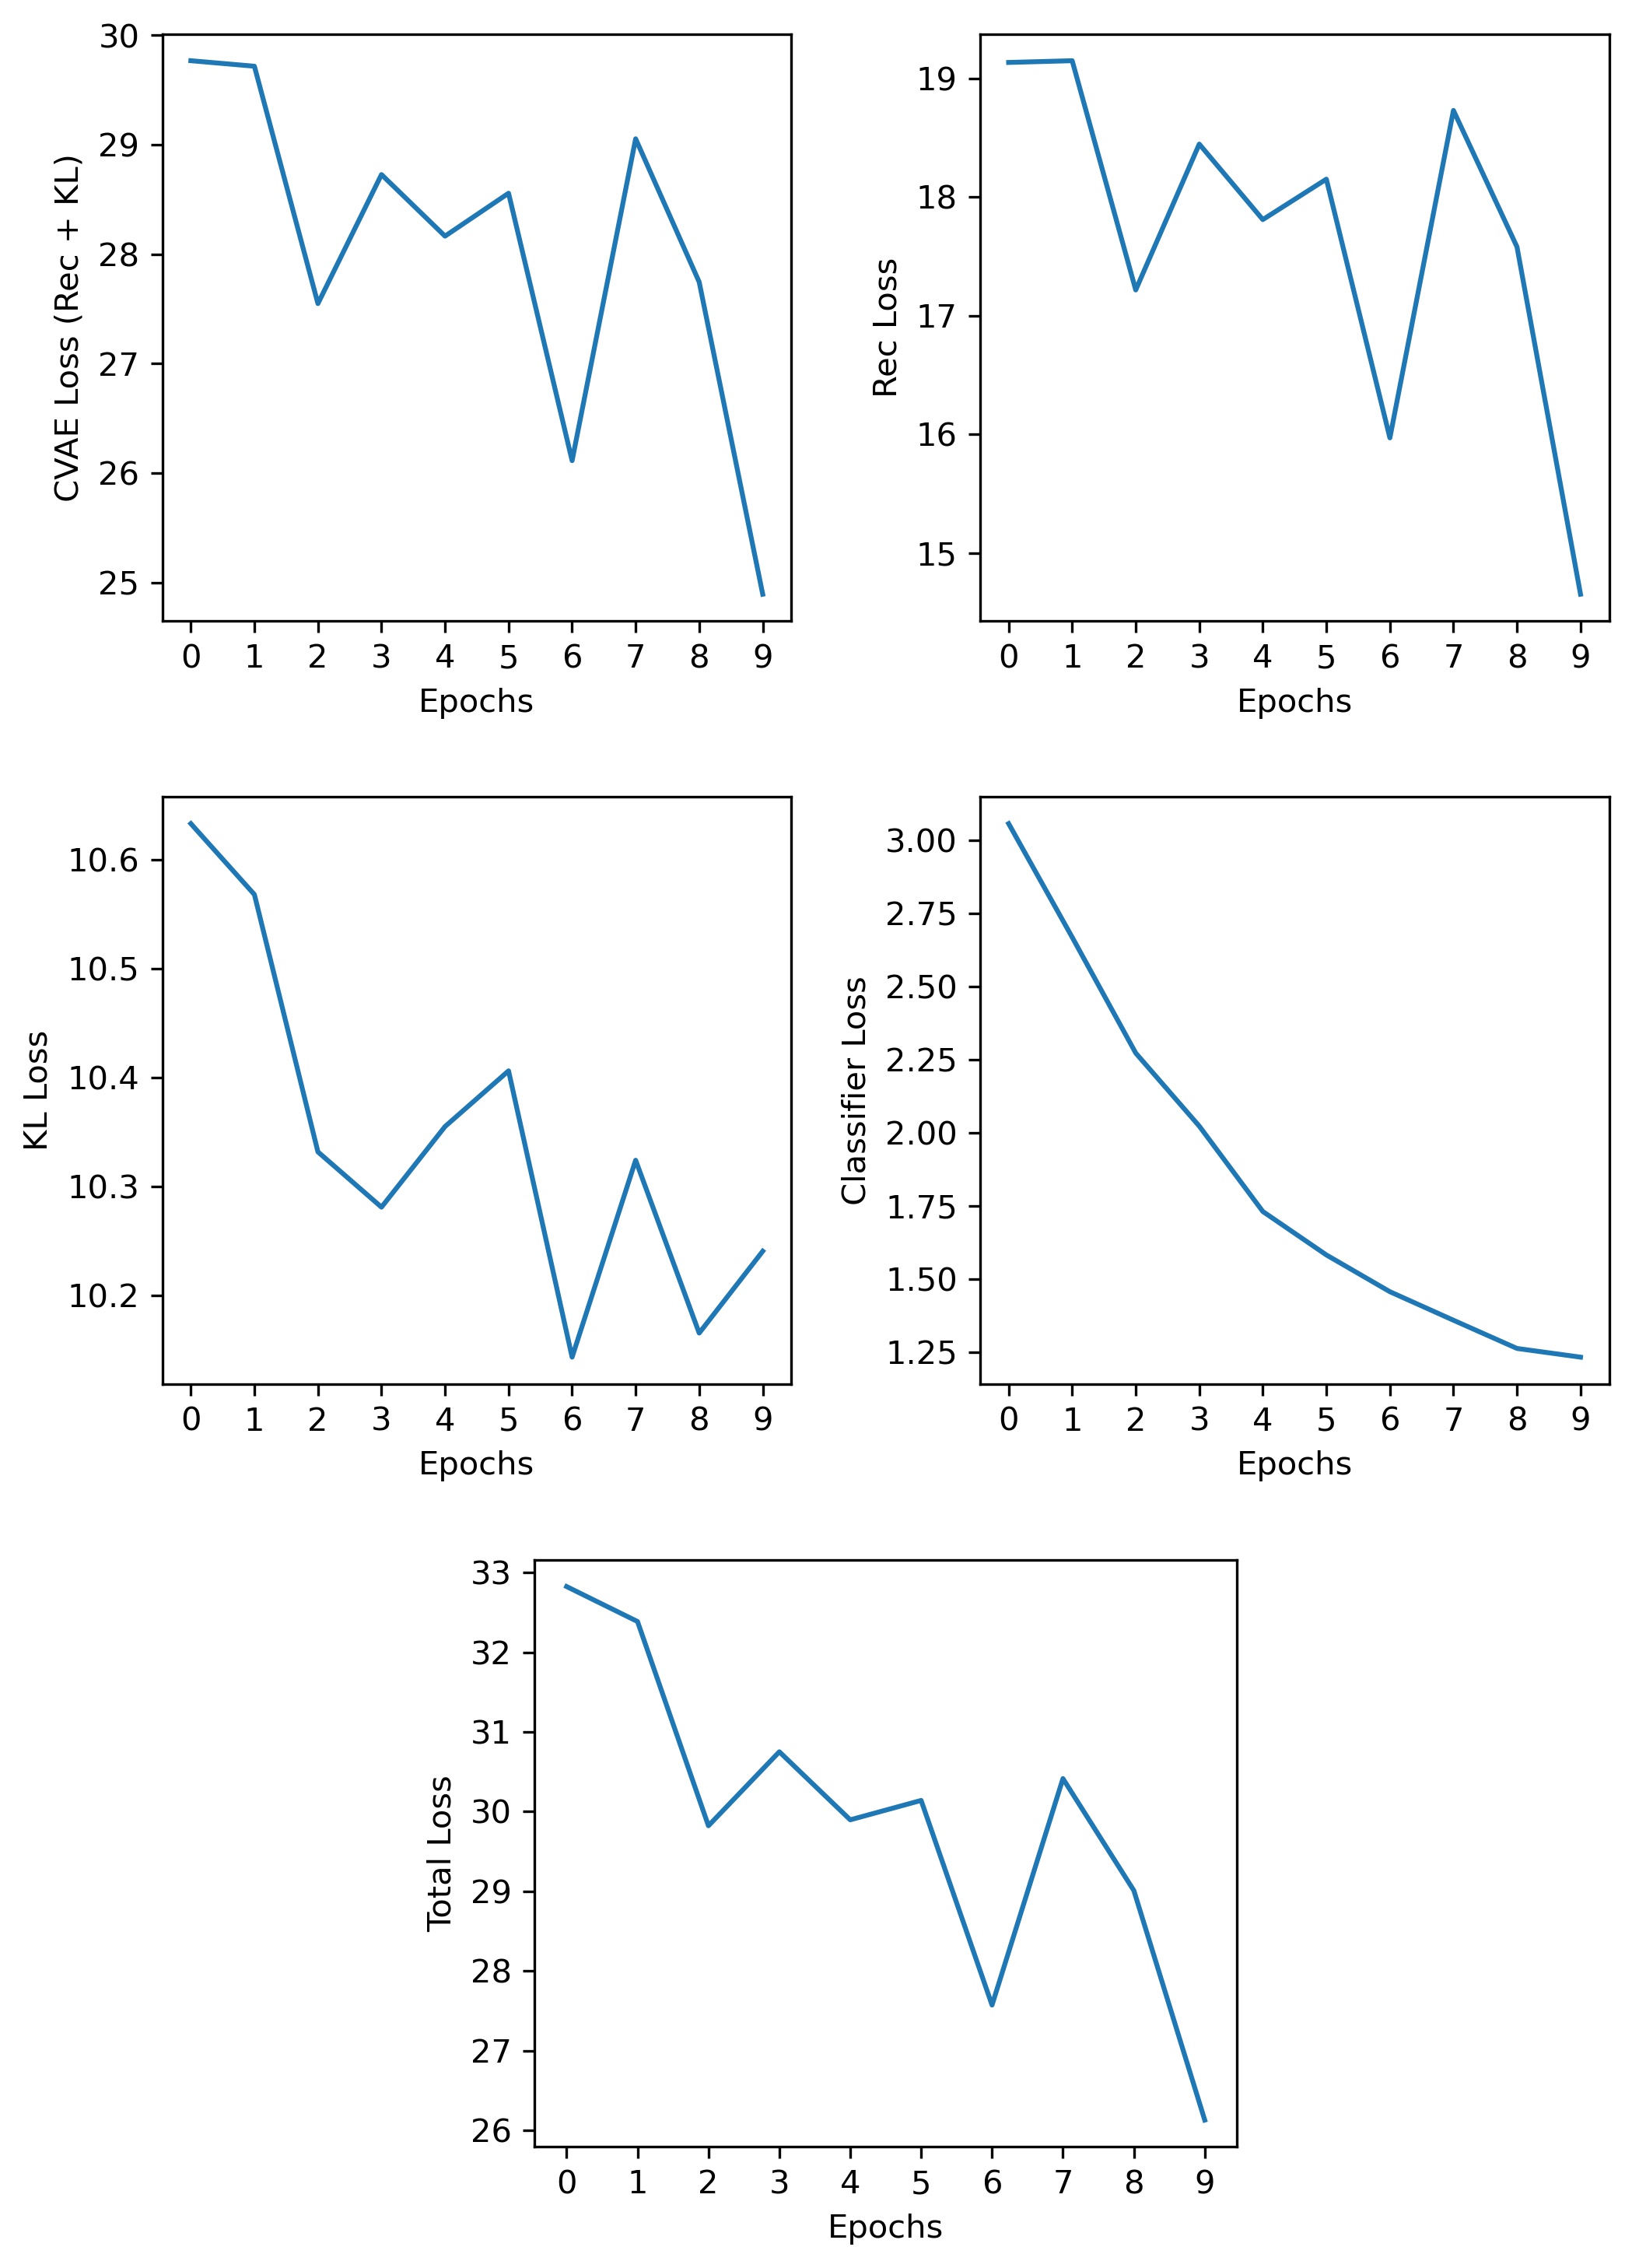 30
29
28
27
26
25
CVAE Loss (Rec + KL)
0 1 2 3 4 5 6 7 8 9
Epochs
19
18
17
16
15
Rec Loss
0 1 2 3 4 5 6 7 8 9
Epochs
10.6
10.5
10.4
10.3
10.2
KL Loss
0 1 2 3 4 5 6 7 8 9
Epochs
3.00
2.75
2.50
2.25
2.00
1.75
1.50
1.25
Classifier Loss
0 1 2 3 4 5 6 7 8 9
Epochs
33
32
31
30
29
28
27
26
Total Loss
0 1 2 3 4 5 6 7 8 9
Epochs